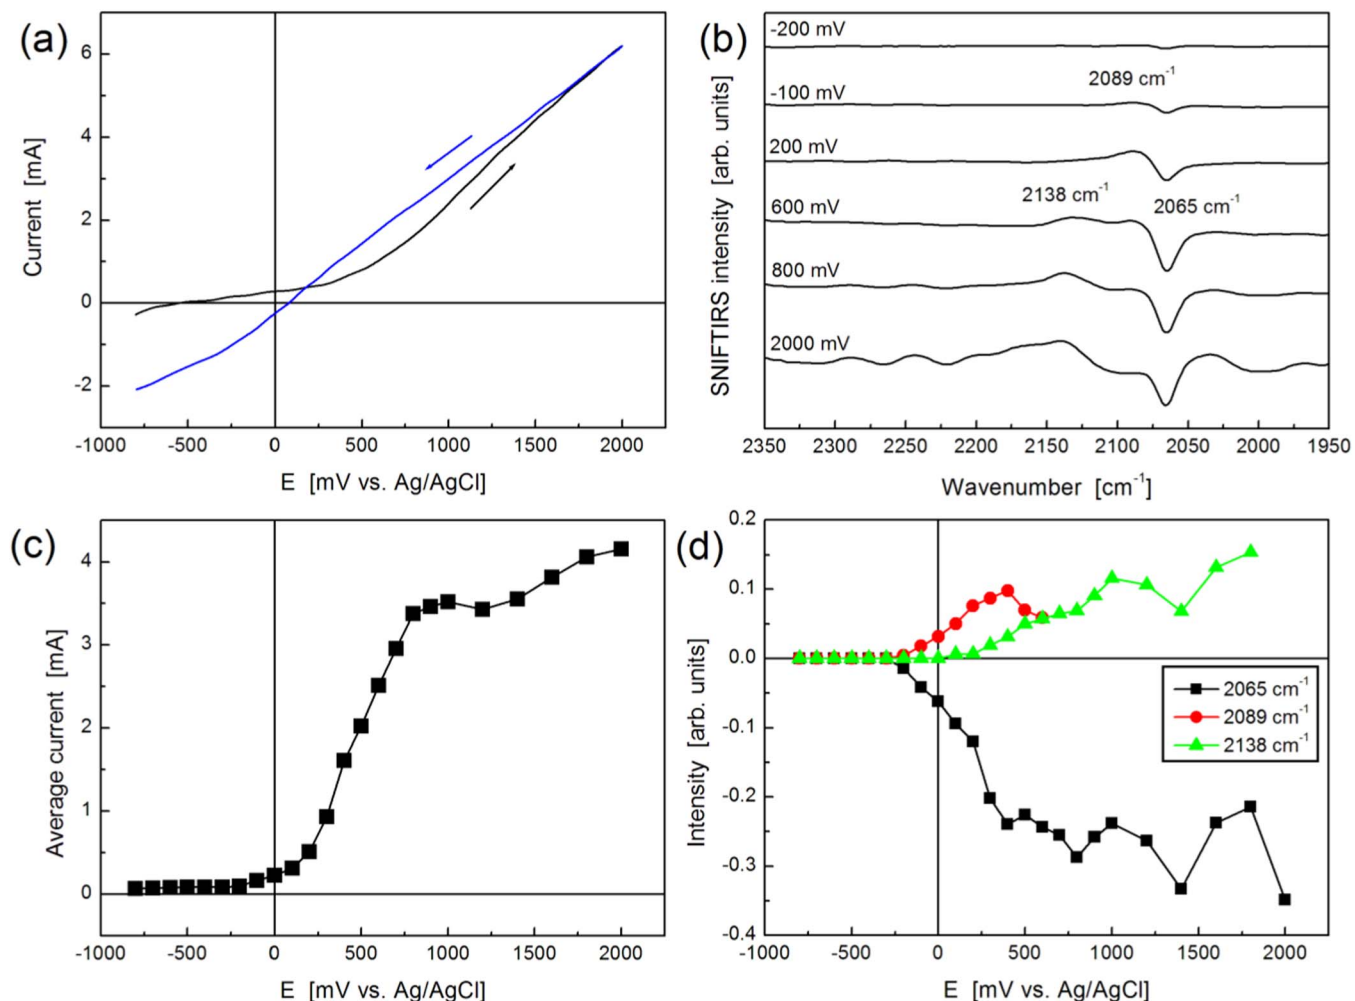 (a)
6
4
2
0
-2
Current [mA]
-1000 -500 0 500 1000 1500 2000
E [mV vs. Ag/AgCl]
(b)
-200 mV
2089 cm⁻¹
-100 mV
200 mV
2138 cm⁻¹
600 mV
2065 cm⁻¹
800 mV
2000 mV
SNIFTIRS intensity [arb. units]
2350 2300 2250 2200 2150 2100 2050 2000 1950
Wavenumber [cm⁻¹]
(c)
4
3
2
1
0
Average current [mA]
-1000 -500 0 500 1000 1500 2000
E [mV vs. Ag/AgCl]
(d)
0.2
0.1
0.0
-0.1
-0.2
-0.3
-0.4
Intensity [arb. units]
2065 cm⁻¹
2089 cm⁻¹
2138 cm⁻¹
-1000 -500 0 500 1000 1500 2000
E [mV vs. Ag/AgCl]